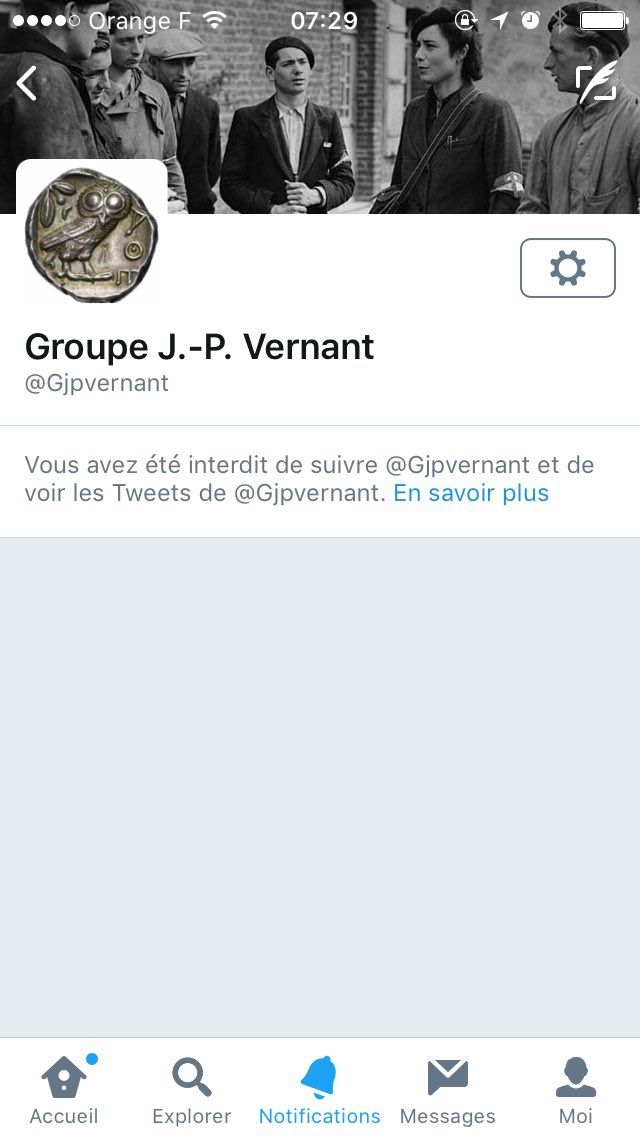 Orange F 07:29
Groupe J.-P. Vernant
@Gjpvernant
Vous avez été interdit de suivre @Gjpvernant et de
voir les Tweets de @Gjpvernant. En savoir plus
Accueil Explorer Notifications Messages Moi